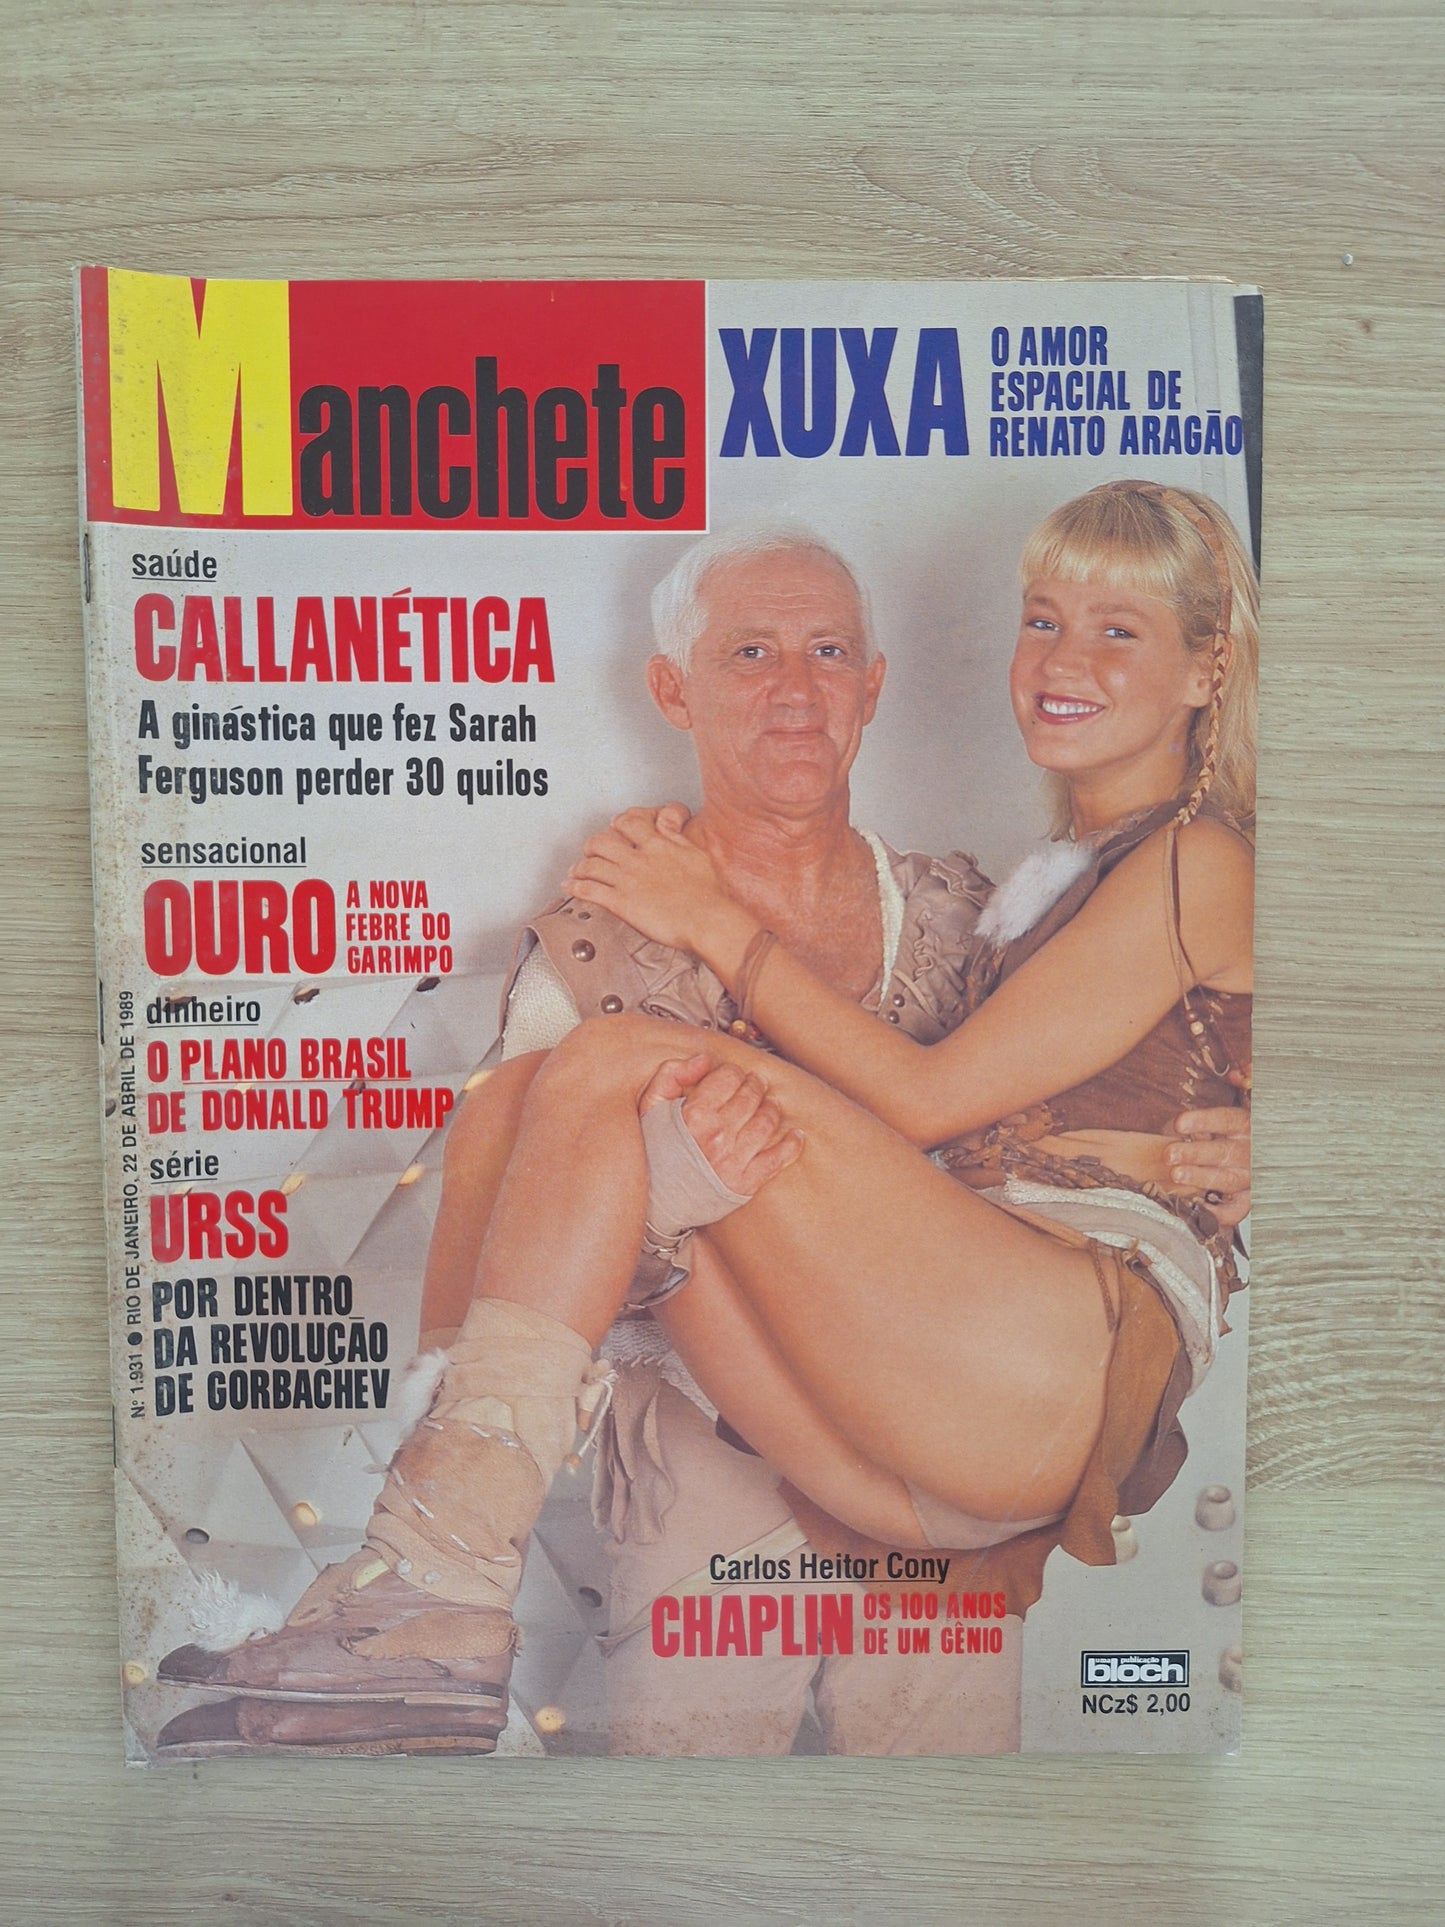 Manchete
XUXA
O AMOR
ESPACIAL DE
RENATO ARAGÃO
saúde
CALLANÉTICA
A ginástica que fez Sarah
Ferguson perder 30 quilos
sensacional
OURO
A NOVA
FEBRE DO
GARIMPO
dinheiro
O PLANO BRASIL
DE DONALD TRUMP
série
URSS
POR DENTRO
DA REVOLUÇÃO
DE GORBACHEV
Nº 1.931 ● RIO DE JANEIRO, 22 DE ABRIL DE 1989
Carlos Heitor Cony
CHAPLIN
OS 100 ANOS
DE UM GÊNIO
uma publicação
bloch
NCz$ 2,00